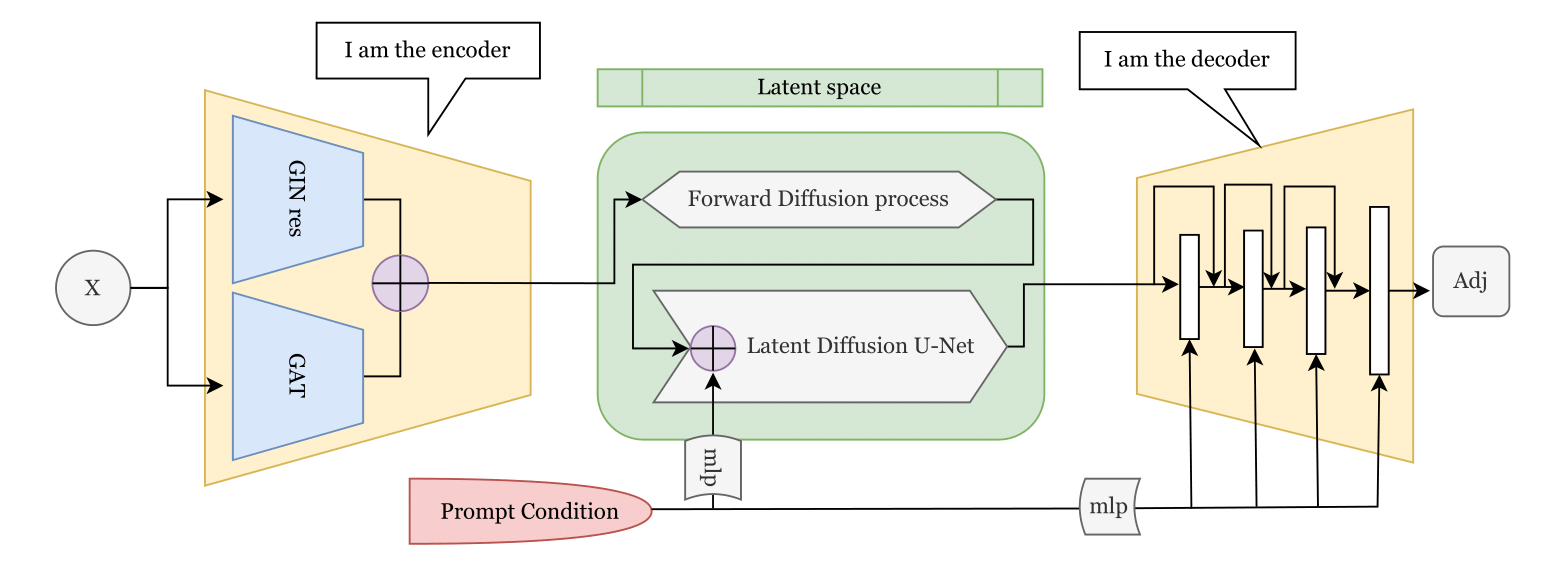 I am the encoder
I am the decoder
Latent space
GIN res
Forward Diffusion process
X
Adj
GAT
Latent Diffusion U-Net
mlp
Prompt Condition
mlp